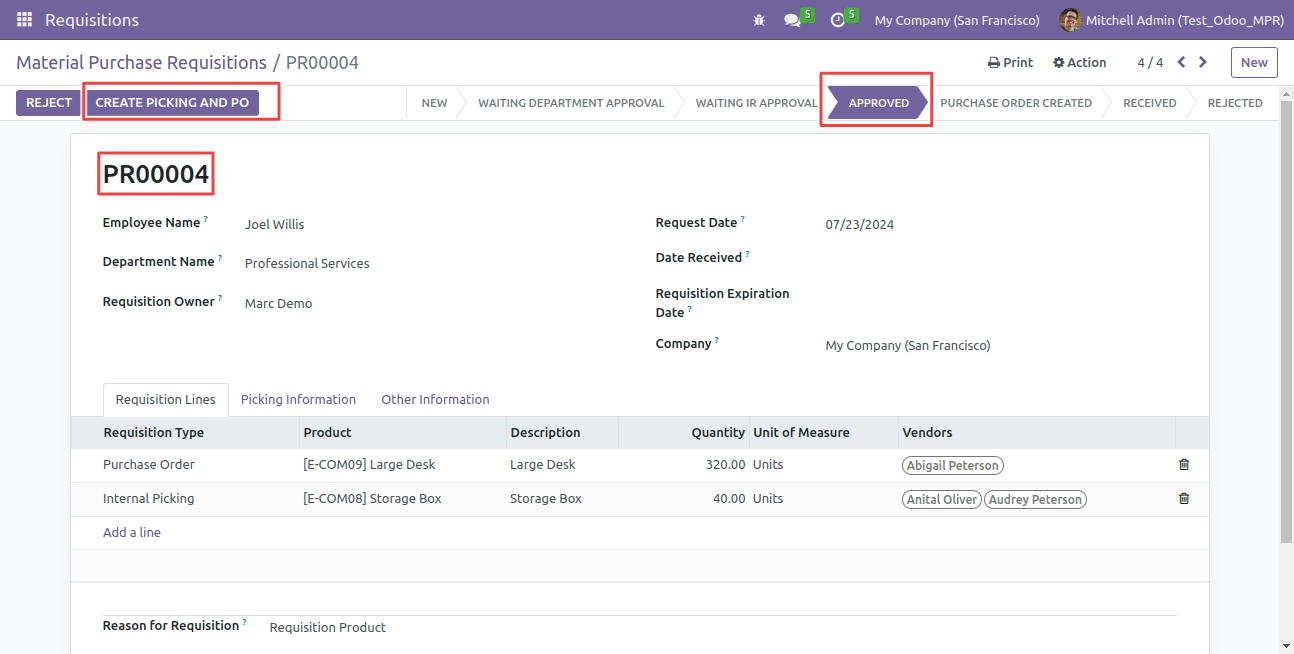 Requisitions 5 5 My Company (San Francisco) Mitchell Admin (Test_Odoo_MPR)
Material Purchase Requisitions / PR00004 Print Action 4 / 4 New
REJECT CREATE PICKING AND PO NEW WAITING DEPARTMENT APPROVAL WAITING IR APPROVAL APPROVED PURCHASE ORDER CREATED RECEIVED REJECTED
PR00004
Employee Name ? Joel Willis Request Date ? 07/23/2024
Date Received ?
Department Name ? Professional Services
Requisition Expiration
Requisition Owner ? Marc Demo
Date ?
Company ? My Company (San Francisco)
Requisition Lines Picking Information Other Information
Requisition Type Product Description Quantity Unit of Measure Vendors
Purchase Order [E-COM09] Large Desk Large Desk 320.00 Units Abigail Peterson
Internal Picking [E-COM08] Storage Box Storage Box 40.00 Units Anital Oliver Audrey Peterson
Add a line
Reason for Requisition ? Requisition Product